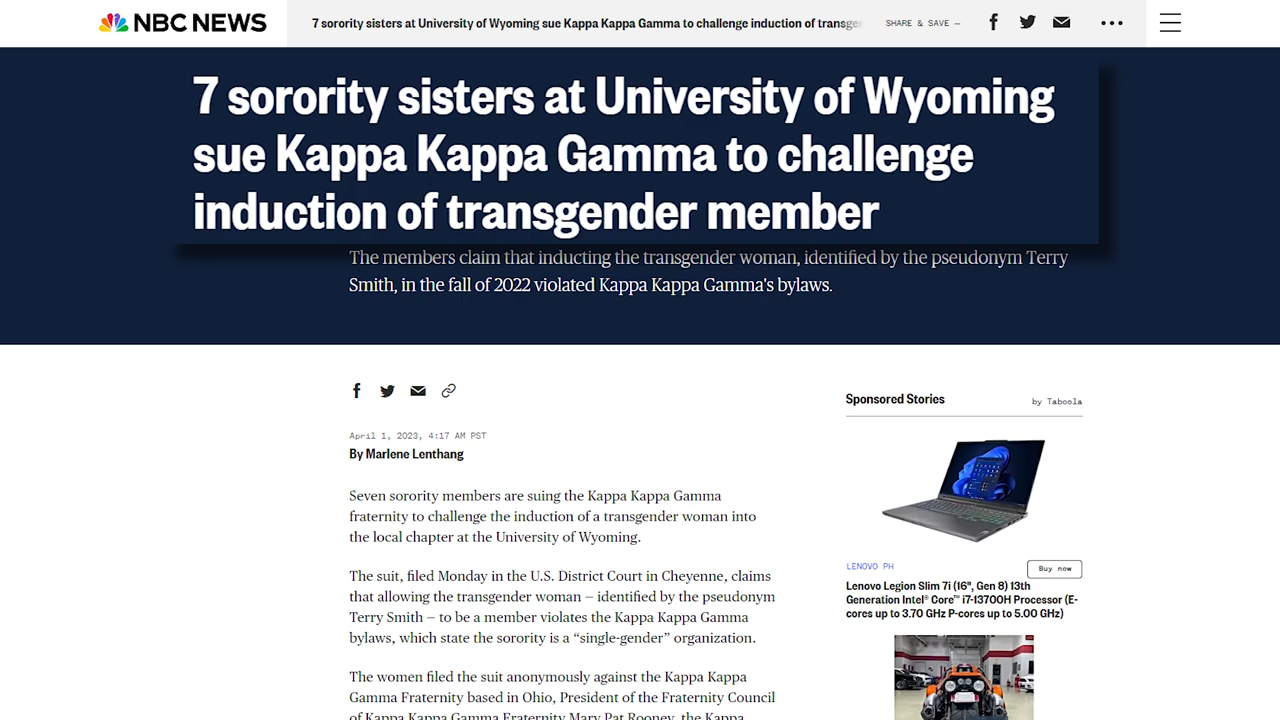 NBC NEWS
7 sorority sisters at University of Wyoming sue Kappa Kappa Gamma to challenge induction of transge
SHARE & SAVE —
7 sorority sisters at University of Wyoming
sue Kappa Kappa Gamma to challenge
induction of transgender member
The members claim that inducting the transgender woman, identified by the pseudonym Terry
Smith, in the fall of 2022 violated Kappa Kappa Gamma's bylaws.
April 1, 2023, 4:17 AM PST
By Marlene Lenthang
Seven sorority members are suing the Kappa Kappa Gamma
fraternity to challenge the induction of a transgender woman into
the local chapter at the University of Wyoming.
The suit, filed Monday in the U.S. District Court in Cheyenne, claims
that allowing the transgender woman — identified by the pseudonym
Terry Smith — to be a member violates the Kappa Kappa Gamma
bylaws, which state the sorority is a “single-gender” organization.
The women filed the suit anonymously against the Kappa Kappa
Gamma Fraternity based in Ohio, President of the Fraternity Council
of Kappa Kappa Gamma Fraternity Mary Pat Rooney, the Kappa
Sponsored Stories
by Taboola
LENOVO PH
Buy now
Lenovo Legion Slim 7i (16", Gen 8) 13th
Generation Intel® Core™ i7-13700H Processor (E-
cores up to 3.70 GHz P-cores up to 5.00 GHz)